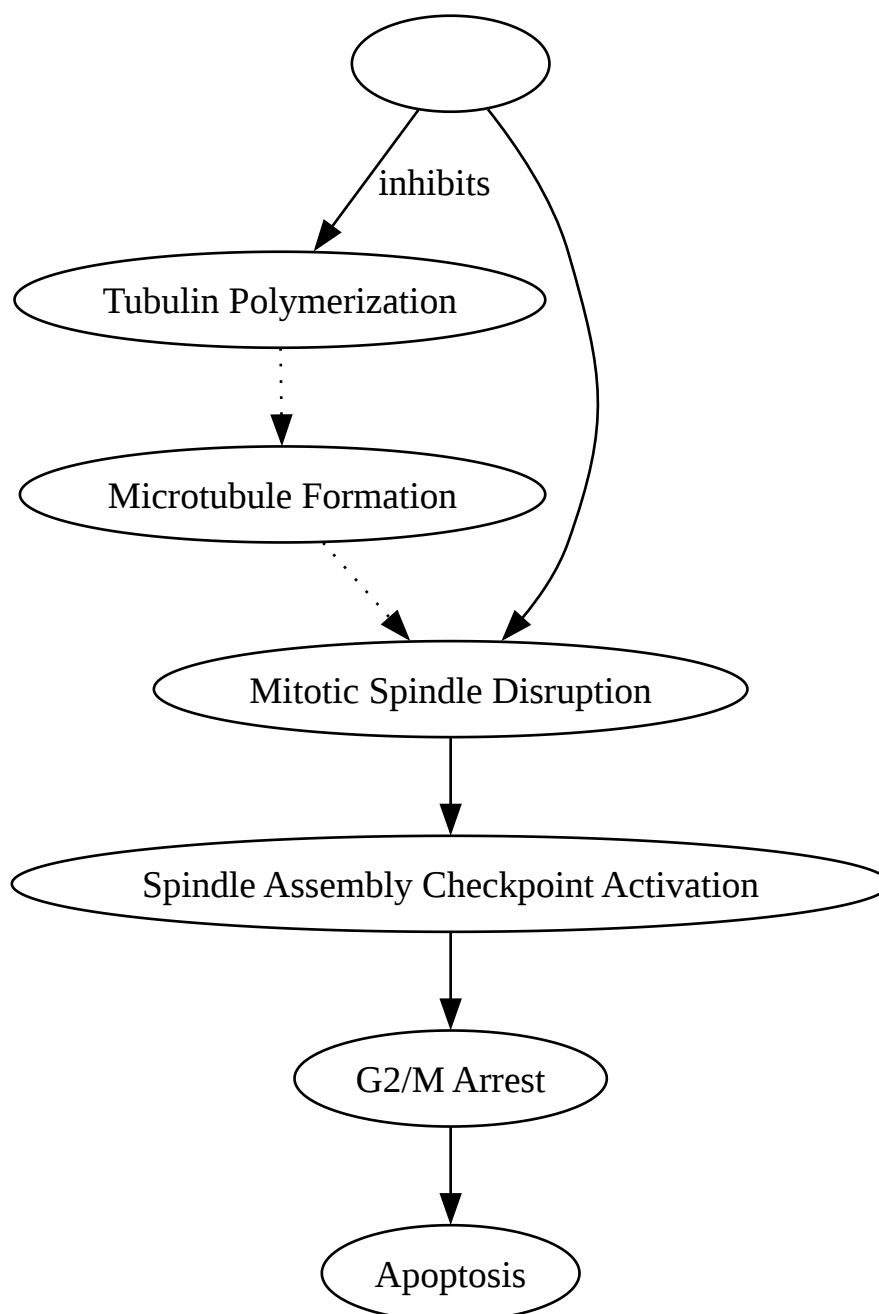 inhibits
Tubulin Polymerization
Microtubule Formation
Mitotic Spindle Disruption
Spindle Assembly Checkpoint Activation
G2/M Arrest
Apoptosis